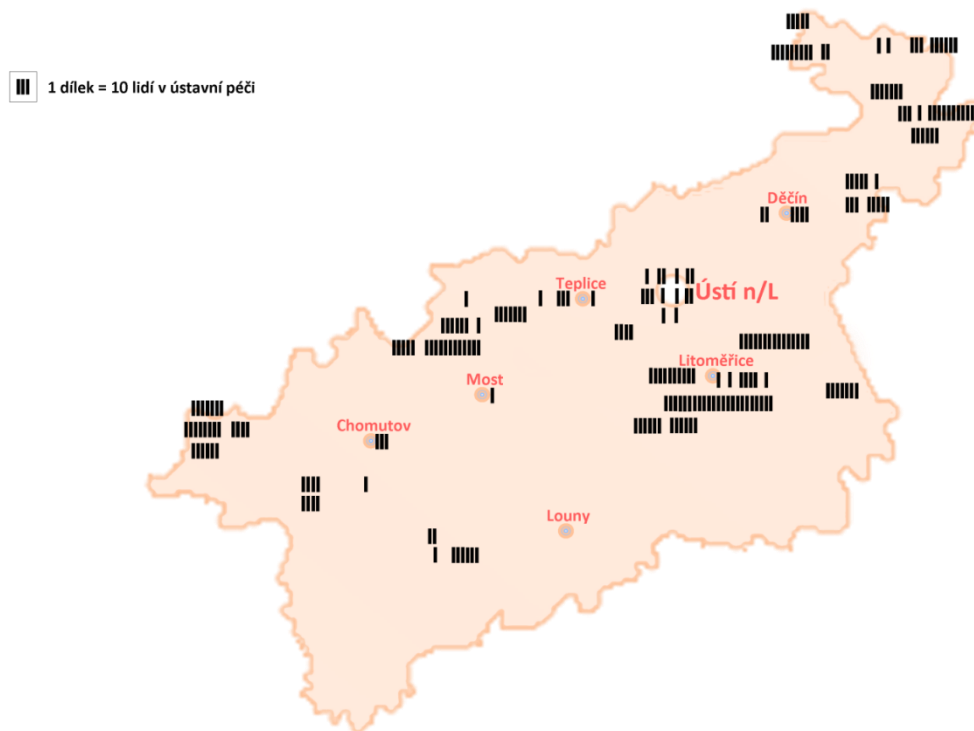 1 dílek = 10 lidí v ústavní péči
Děčín
Teplice
Ústí n/L
Litoměřice
Most
Chomutov
Louny